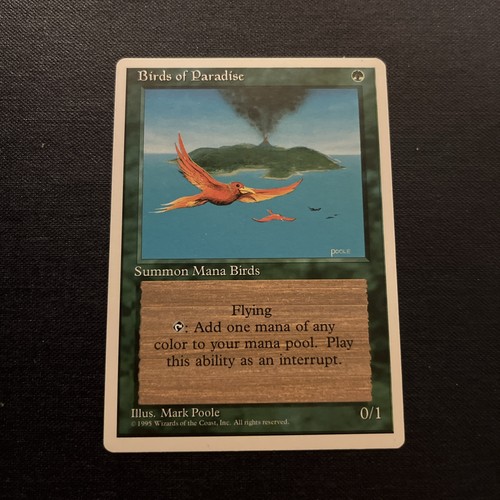 Birds of Paradise
Poole
Summon Mana Birds
Flying
: Add one mana of any
color to your mana pool. Play
this ability as an interrupt.
Illus. Mark Poole
0/1
© 1995 Wizards of the Coast, Inc. All rights reserved.